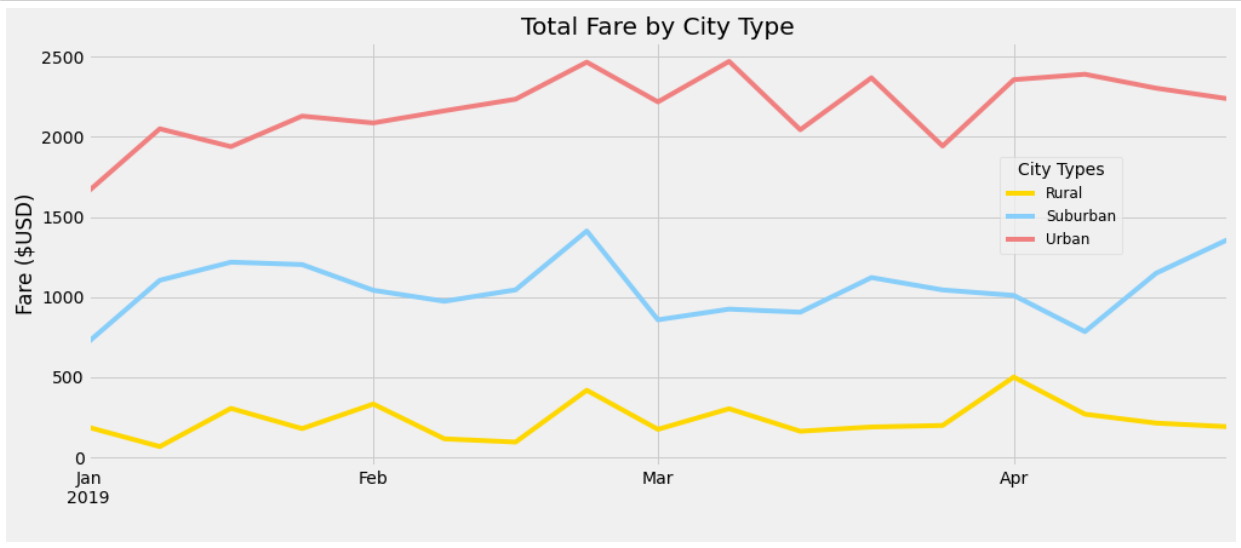 Total Fare by City Type
Fare ($USD)
2500
2000
1500
1000
500
0
City Types
Rural
Suburban
Urban
Jan Feb Mar Apr
2019